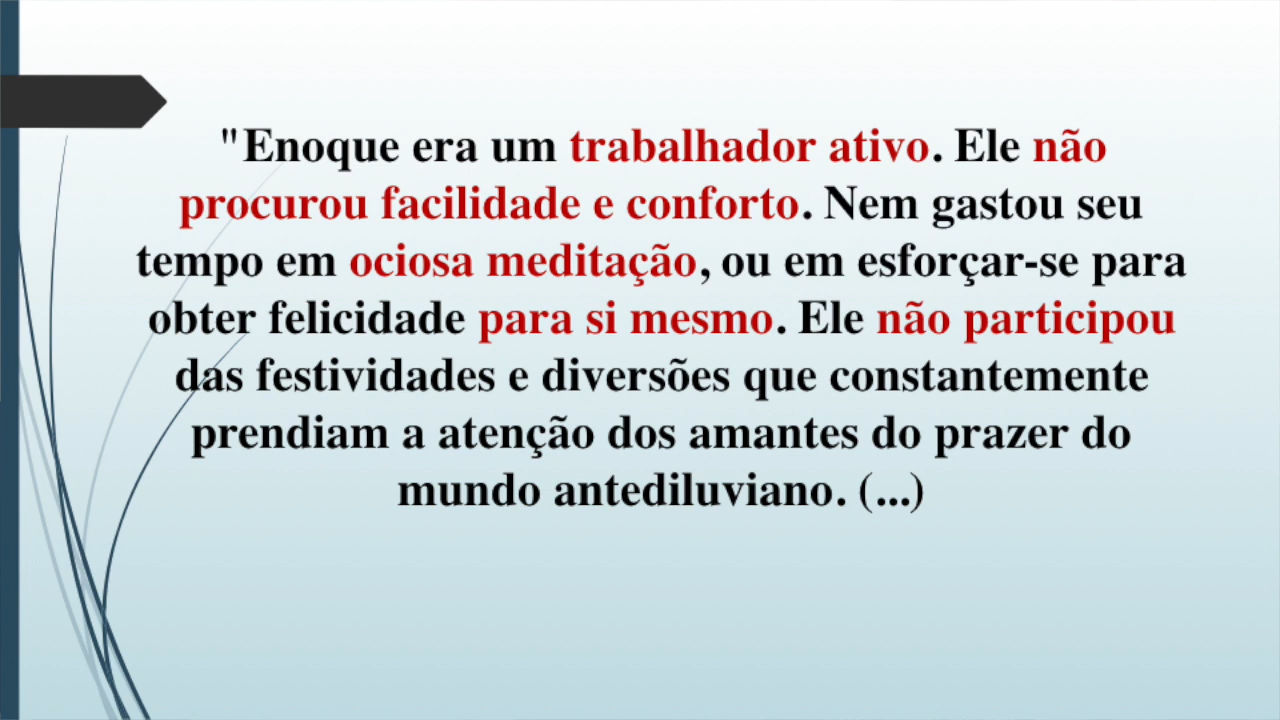 "Enoque era um trabalhador ativo. Ele não
procurou facilidade e conforto. Nem gastou seu
tempo em ociosa meditação, ou em esforçar-se para
obter felicidade para si mesmo. Ele não participou
das festividades e diversões que constantemente
prendiam a atenção dos amantes do prazer do
mundo antediluviano. (...)